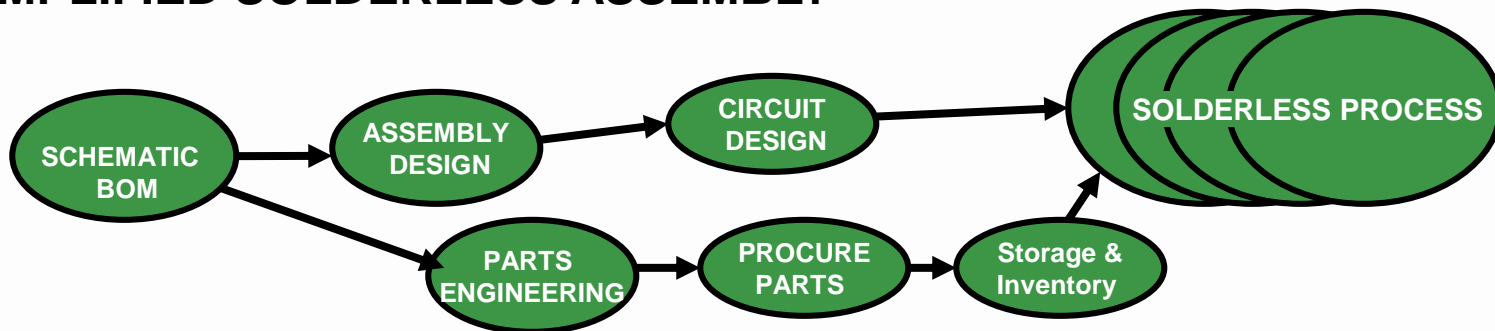 SCHEMATIC
BOM
ASSEMBLY
DESIGN
CIRCUIT
DESIGN
SOLDERLESS PROCESS
PARTS
ENGINEERING
PROCURE
PARTS
Storage &
Inventory